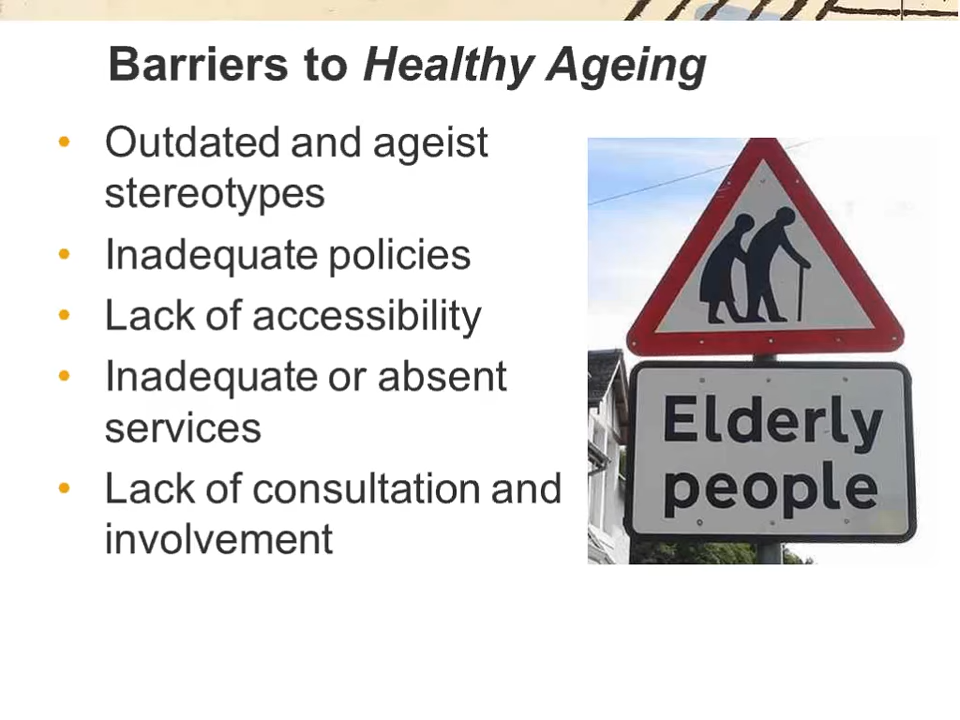 Barriers to Healthy Ageing
• Outdated and ageist
stereotypes
• Inadequate policies
• Lack of accessibility
• Inadequate or absent
services
• Lack of consultation and
involvement
Elderly
people